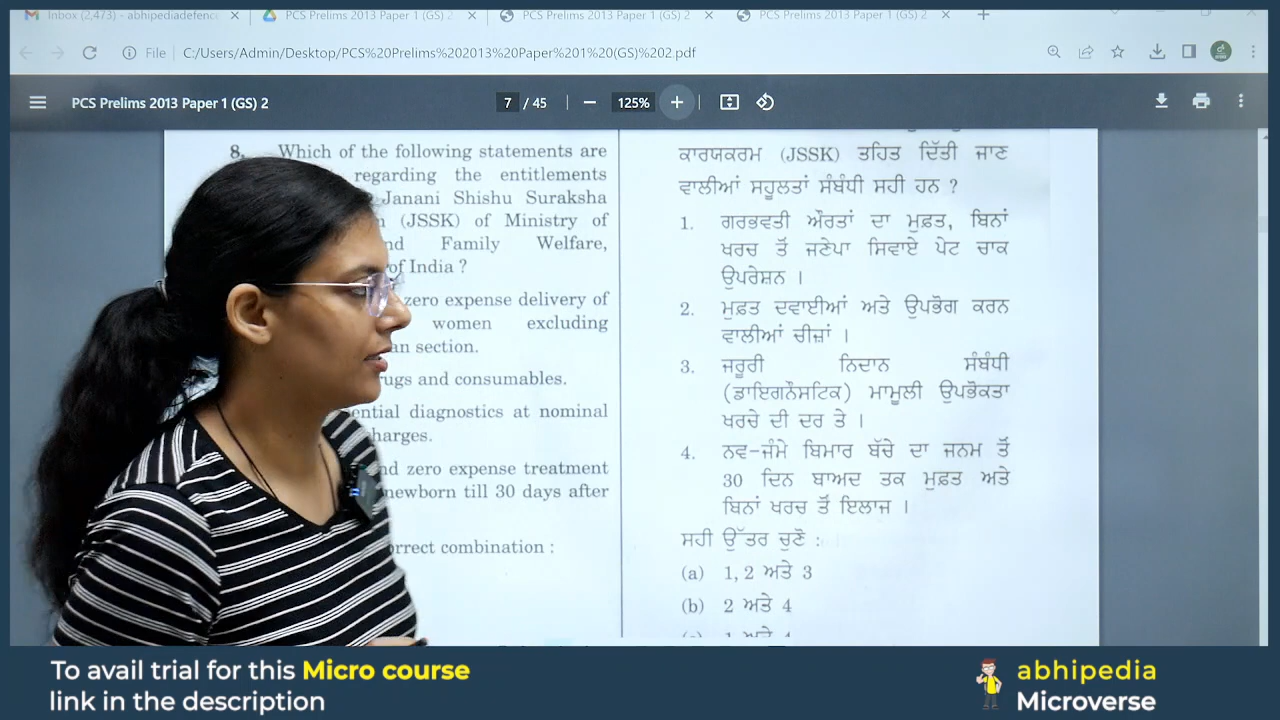 Inbox (2,473) - abhipediadefenc
PCS Prelims 2013 Paper 1 (GS) 2
PCS Prelims 2013 Paper 1 (GS) 2
PCS Prelims 2013 Paper 1 (GS) 2
File C:/Users/Admin/Desktop/PCS%20Prelims%202013%20Paper%201%20(GS)%202.pdf
PCS Prelims 2013 Paper 1 (GS) 2
7 / 45
125%
8. Which of the following statements are
regarding the entitlements
Janani Shishu Suraksha
(JSSK) of Ministry of
Family Welfare,
of India ?
zero expense delivery of
women excluding
section.
and consumables.
diagnostics at nominal
zero expense treatment
newborn till 30 days after
combination :
ਕਾਰਯਕਰਮ (JSSK) ਤਹਿਤ ਦਿੱਤੀ ਜਾਣ
ਵਾਲੀਆਂ ਸਹੂਲਤਾਂ ਸੰਬੰਧੀ ਸਹੀ ਹਨ ?
1. ਗਰਭਵਤੀ ਔਰਤਾਂ ਦਾ ਮੁਫ਼ਤ, ਬਿਨਾਂ
ਖਰਚ ਤੋਂ ਜਣੇਪਾ ਸਿਵਾਏ ਪੇਟ ਚਾਕ
ਉਪਰੇਸ਼ਨ ।
2. ਮੁਫ਼ਤ ਦਵਾਈਆਂ ਅਤੇ ਉਪਭੋਗ ਕਰਨ
ਵਾਲੀਆਂ ਚੀਜ਼ਾਂ ।
3. ਜਰੂਰੀ ਨਿਦਾਨ ਸੰਬੰਧੀ
(ਡਾਇਗਨੌਸਟਿਕ) ਮਾਮੂਲੀ ਉਪਭੋਕਤਾ
ਖਰਚੇ ਦੀ ਦਰ ਤੇ ।
4. ਨਵ-ਜੰਮੇ ਬਿਮਾਰ ਬੱਚੇ ਦਾ ਜਨਮ ਤੋਂ
30 ਦਿਨ ਬਾਅਦ ਤਕ ਮੁਫ਼ਤ ਅਤੇ
ਬਿਨਾਂ ਖਰਚ ਤੋਂ ਇਲਾਜ ।
ਸਹੀ ਉੱਤਰ ਚੁਣੋ :
(a) 1, 2 ਅਤੇ 3
(b) 2 ਅਤੇ 4
To avail trial for this Micro course
link in the description
abhipedia
Microverse